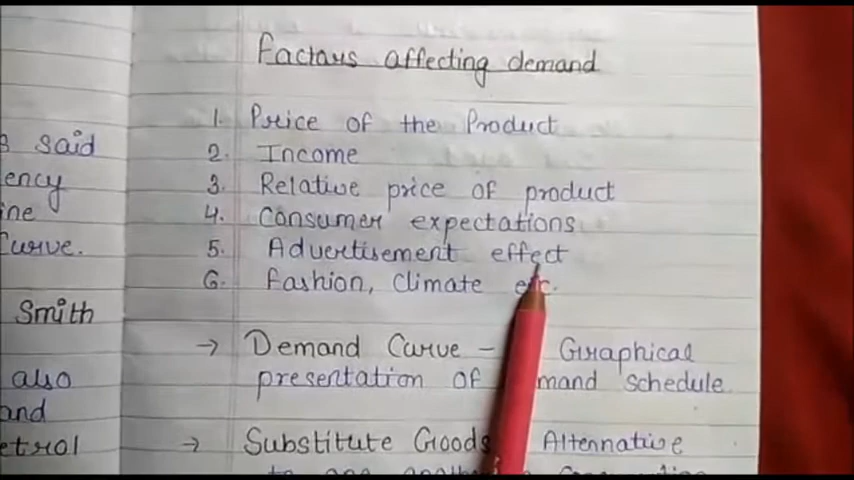 Factors affecting demand
1. Price of the Product
2. Income
3. Relative price of product
4. Consumer expectations
5. Advertisement effect
6. Fashion, Climate etc.
→ Demand Curve - Graphical
presentation of mand schedule
→ Substitute Goods Alternative
said
ency
ine
Curve.
Smith
also
and
etrol